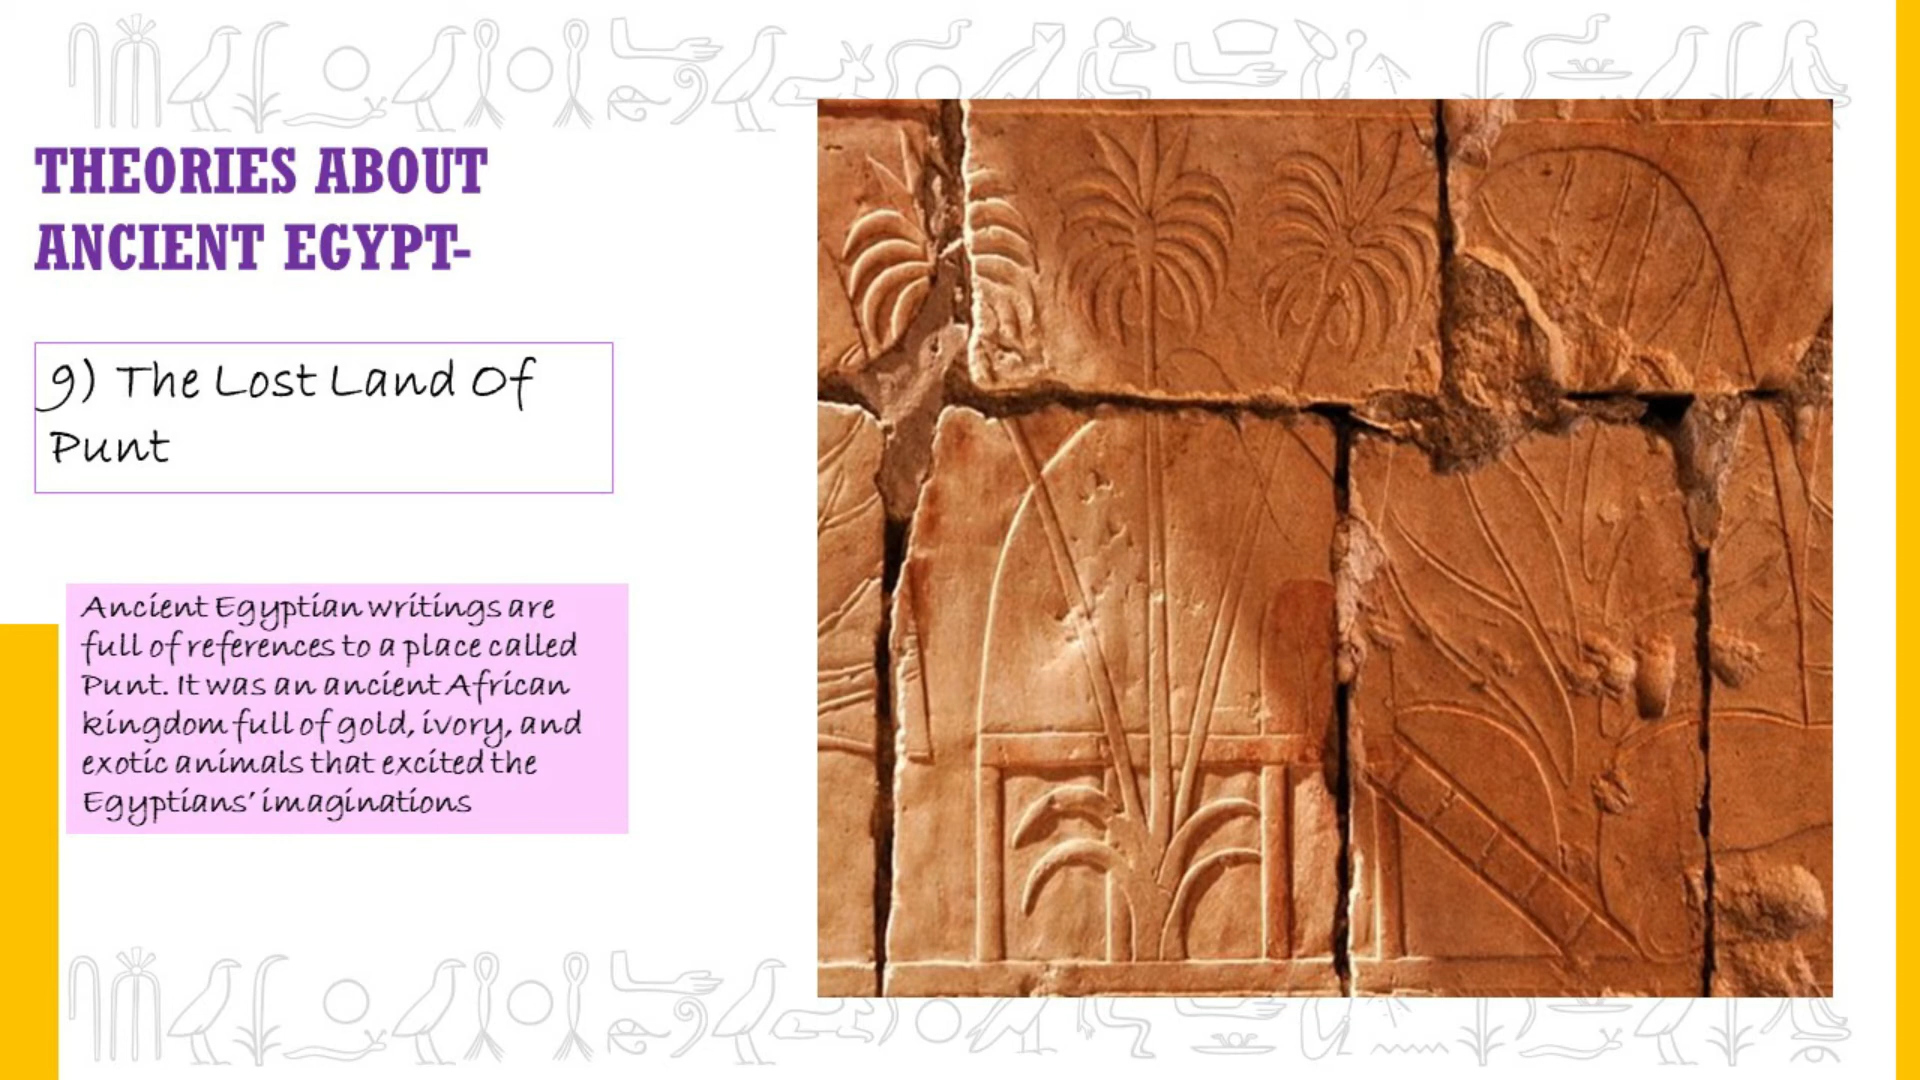 THEORIES ABOUT
ANCIENT EGYPT-
9) The Lost Land Of
Punt
Ancient Egyptian writings are
full of references to a place called
Punt. It was an ancient African
kingdom full of gold, ivory, and
exotic animals that excited the
Egyptians’ imaginations